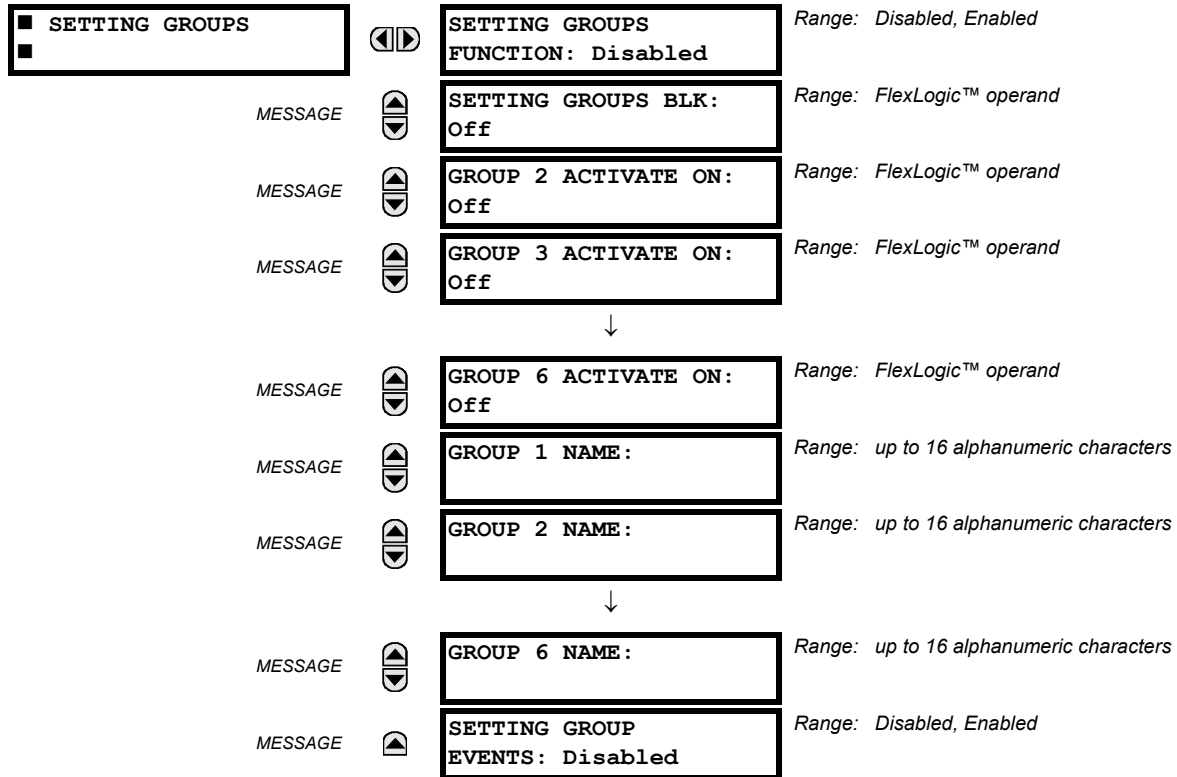 ■ SETTING GROUPS
■
SETTING GROUPS
FUNCTION: Disabled
Range: Disabled, Enabled
MESSAGE
SETTING GROUPS BLK:
Off
Range: FlexLogic™ operand
MESSAGE
GROUP 2 ACTIVATE ON:
Off
Range: FlexLogic™ operand
MESSAGE
GROUP 3 ACTIVATE ON:
Off
Range: FlexLogic™ operand
↓
MESSAGE
GROUP 6 ACTIVATE ON:
Off
Range: FlexLogic™ operand
MESSAGE
GROUP 1 NAME:
Range: up to 16 alphanumeric characters
MESSAGE
GROUP 2 NAME:
Range: up to 16 alphanumeric characters
↓
MESSAGE
GROUP 6 NAME:
Range: up to 16 alphanumeric characters
MESSAGE
SETTING GROUP
EVENTS: Disabled
Range: Disabled, Enabled